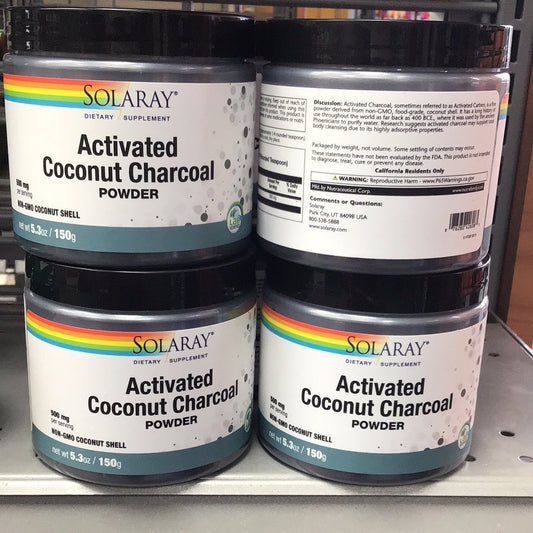 SOLARAY®
DIETARY SUPPLEMENT
Activated
Coconut Charcoal
POWDER
500 mg
per serving
NON-GMO COCONUT SHELL
net wt 5.3oz / 150g
Discussion: Activated Charcoal, sometimes referred to as Activated Carbon, is a fine
powder derived from non-GMO, food-grade, coconut shell. It has a long history of
use throughout the world as far back as 400 BCE, where it was used by the ancient
Phoenicians to purify water. Research suggests activated charcoal may support total
body cleansing due to its highly adsorptive properties.
Packaged by weight, not volume. Some settling of contents may occur.
These statements have not been evaluated by the FDA. This product is not intended
to diagnose, treat, cure or prevent any disease.
California Residents Only
WARNING: Reproductive Harm - www.P65Warnings.ca.gov
Mfd. by Nutraceutical Corp.
Comments or Questions:
Solaray
Park City, UT 84098 USA
800-538-5888
www.solaray.com
SOLARAY®
DIETARY SUPPLEMENT
Activated
Coconut Charcoal
POWDER
500 mg
per serving
NON-GMO COCONUT SHELL
net wt 5.3oz / 150g
SOLARAY®
DIETARY SUPPLEMENT
Activated
Coconut Charcoal
POWDER
500 mg
per serving
NON-GMO COCONUT SHELL
net wt 5.3oz / 150g